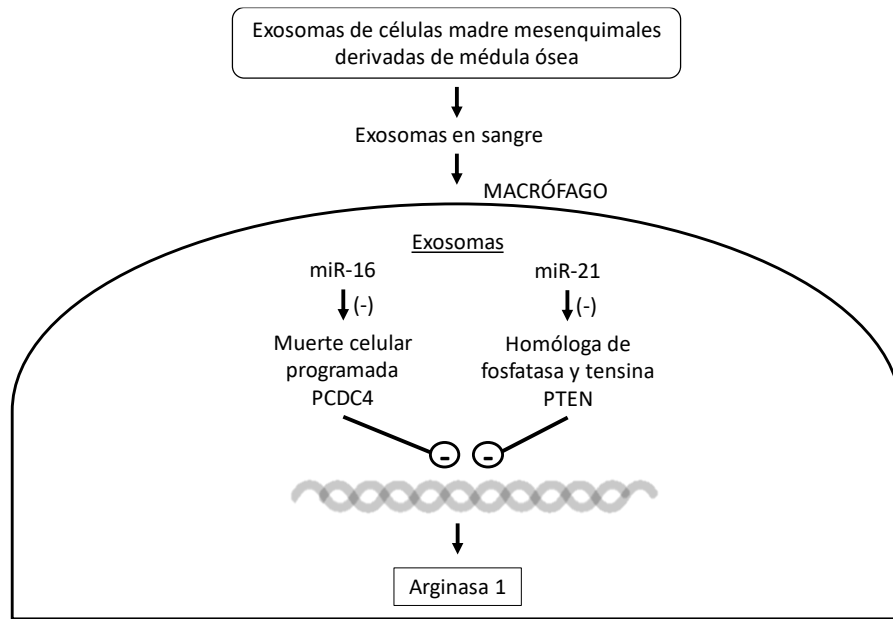 Exosomas de células madre mesenquimales
derivadas de médula ósea
Exosomas en sangre
MACRÓFAGO
Exosomas
miR-16
(-)
Muerte celular
programada
PCDC4
miR-21
(-)
Homóloga de
fosfatasa y tensina
PTEN
-
-
Arginasa 1